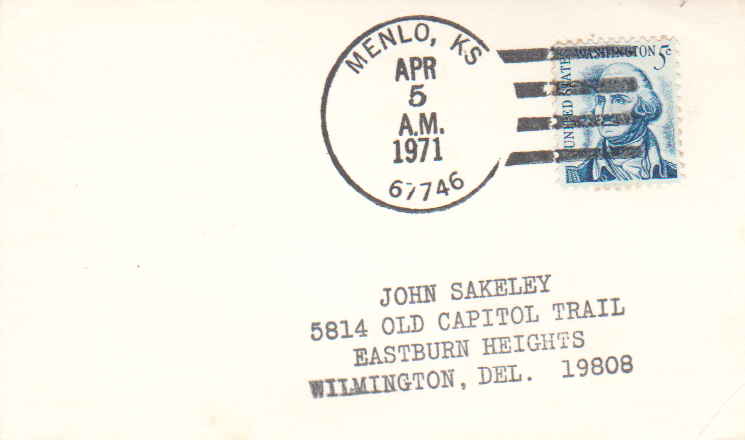 MENLO, KS
APR
5
A.M.
1971
67746
UNITED STATES
WASHINGTON 5c
JOHN SAKELEY
5814 OLD CAPITOL TRAIL
EASTBURN HEIGHTS
WILMINGTON, DEL. 19808